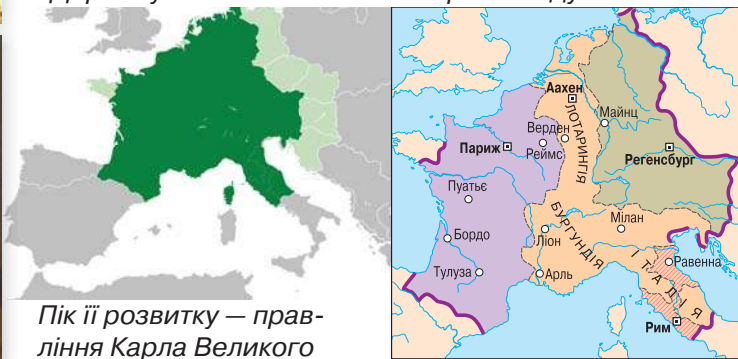 Аахен
ЛОТАРИНГІЯ
Майнц
Верден
Париж
Реймс
Регенсбург
Пуатьє
БУРГУНДІЯ
Мілан
Бордо
Ліон
ІТАЛІЯ
Равенна
Тулуза
Арль
Рим
Пік її розвитку — прав-
ління Карла Великого